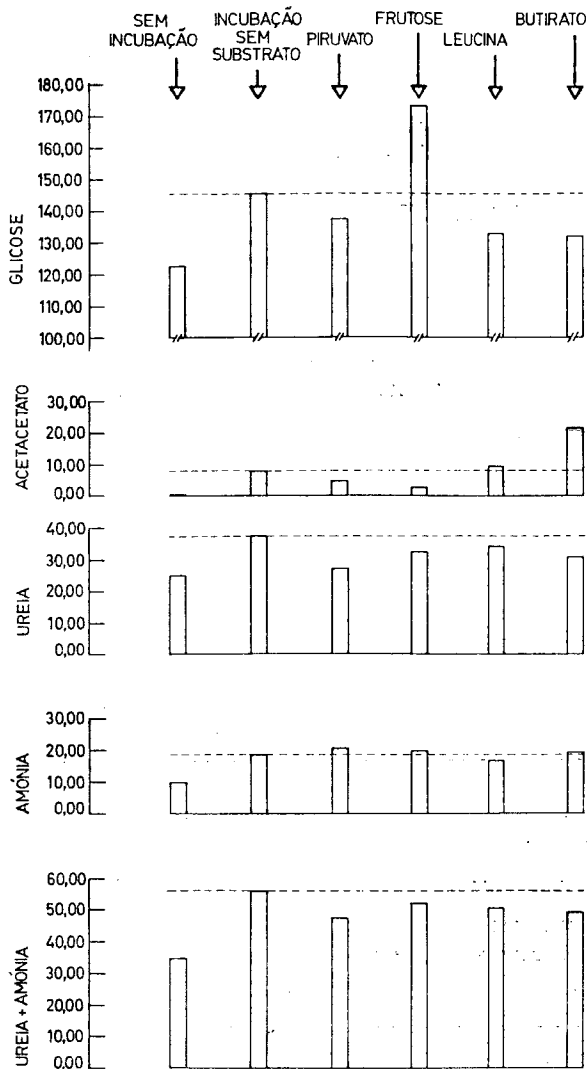 SEM
INCUBAÇÃO
INCUBAÇÃO
SEM
SUBSTRATO
PIRUVATO
FRUTOSE
LEUCINA
BUTIRATO
GLICOSE
180,00
170,00
160,00
150,00
140,00
130,00
120,00
110,00
100,00
ACETACETATO
30,00
20,00
10,00
0,00
UREIA
40,00
30,00
20,00
10,00
0,00
AMÓNIA
30,00
20,00
10,00
0,00
UREIA + AMÓNIA
60,00
50,00
40,00
30,00
20,00
10,00
0.00